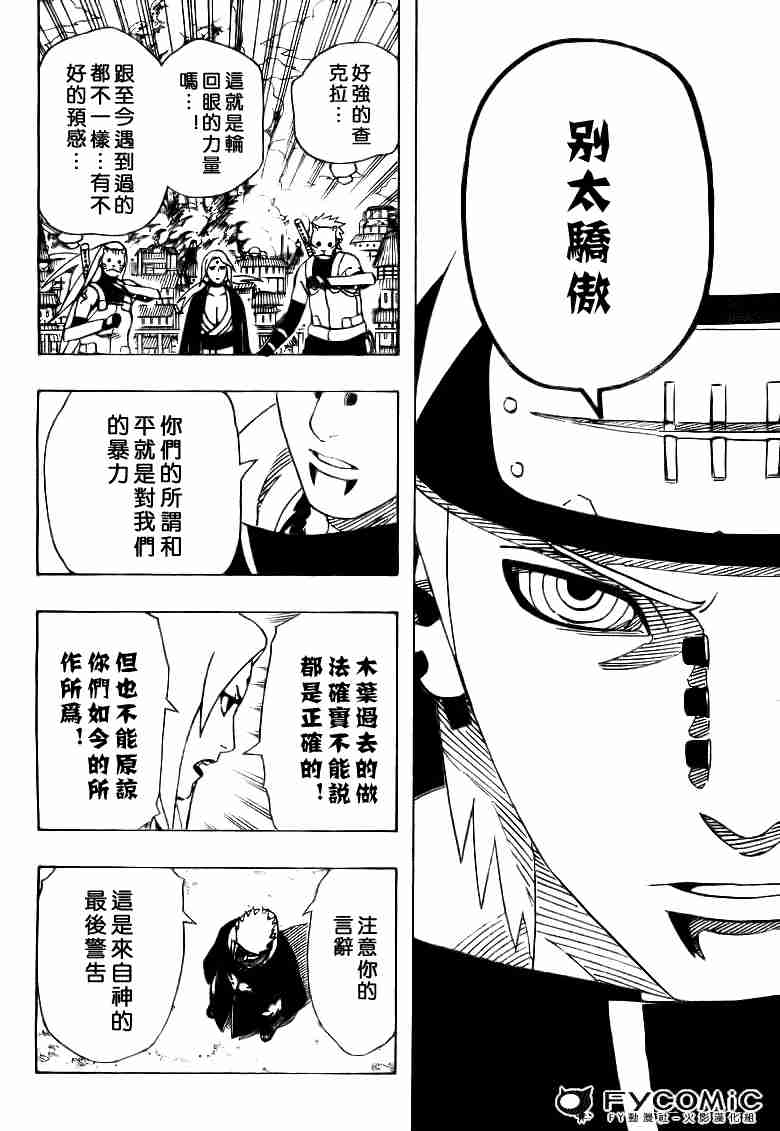 别太驕傲
好強的查
克拉…
這就是輪
回眼的力量
嗎…！
跟至今遇到過的
都不一樣…有不
好的預感…
你們的所謂和
平就是對我們
的暴力
木葉過去的做
法確實不能說
都是正確的！
但也不能原諒
你們如今的所
作所爲！
注意你的
言辭
這是來自神的
最後警告
FYCOMiC
FY動漫社-火影漢化組